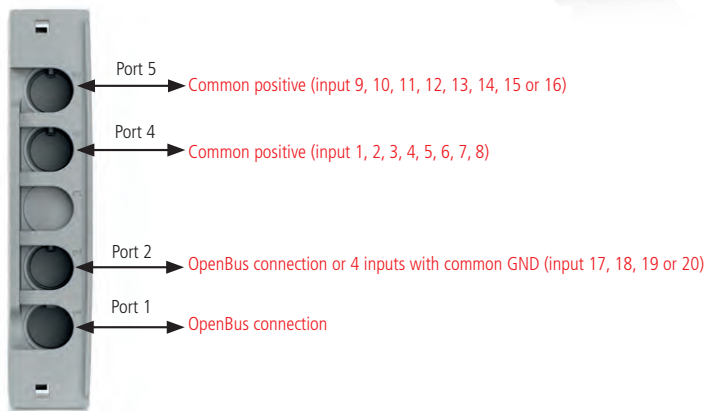 Port 5
Common positive (input 9, 10, 11, 12, 13, 14, 15 or 16)
Port 4
Common positive (input 1, 2, 3, 4, 5, 6, 7, 8)
Port 2
OpenBus connection or 4 inputs with common GND (input 17, 18, 19 or 20)
Port 1
OpenBus connection